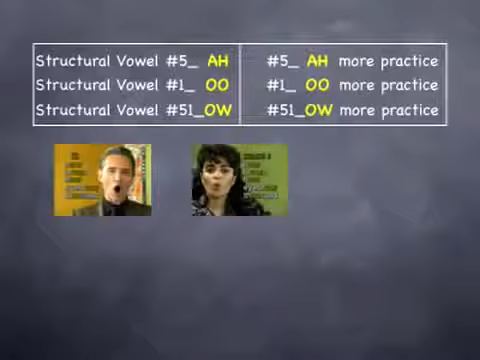 Structural Vowel #5_ AH
Structural Vowel #1_ OO
Structural Vowel #51_OW
#5_ AH more practice
#1_ OO more practice
#51_OW more practice